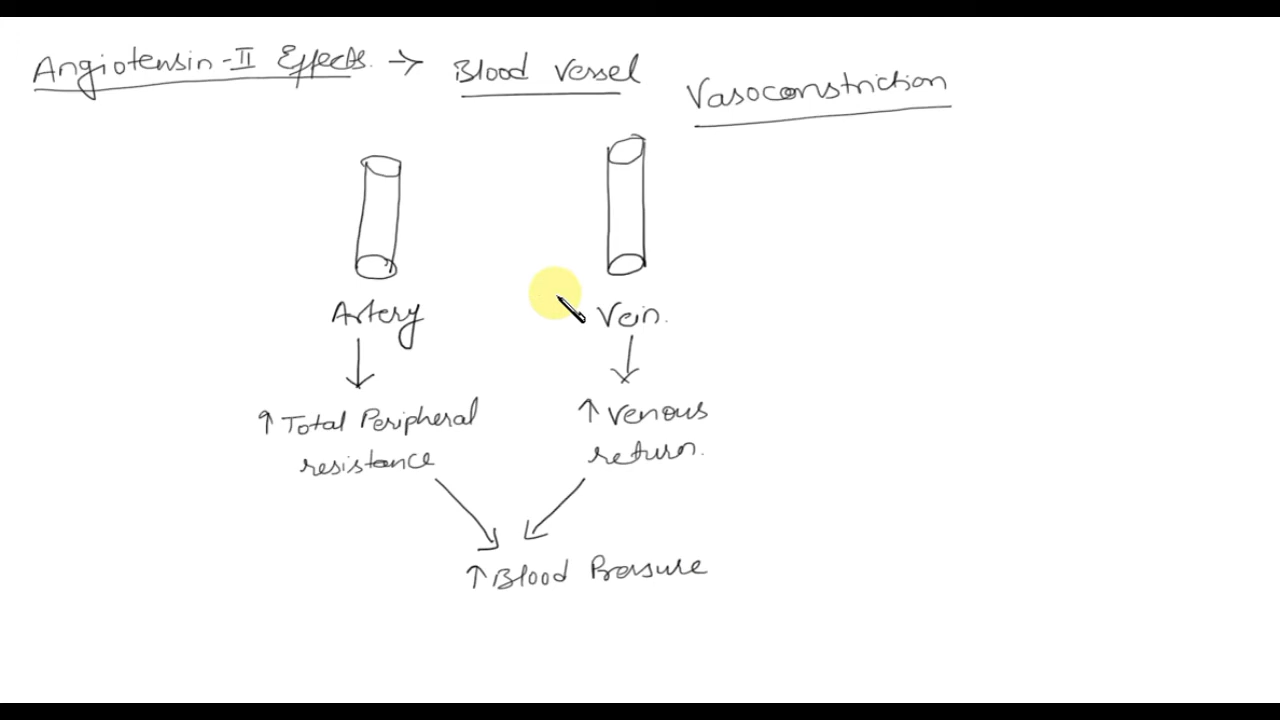 Angiotensin-II Effects → Blood Vessel
Vasoconstriction
Artery
Vein.
↑ Total Peripheral
resistance
↑ Venous
return.
↑ Blood Pressure